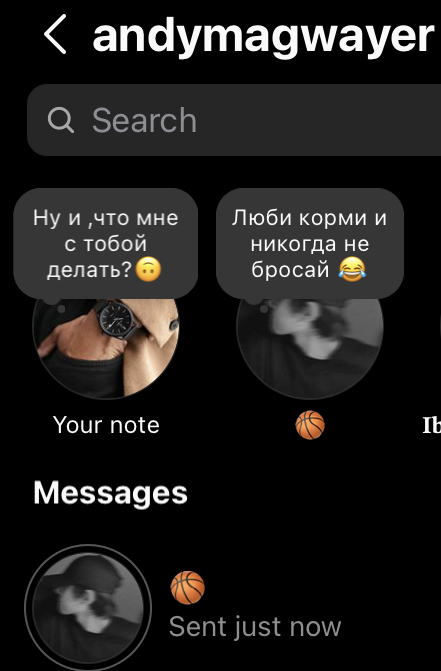 andymagwayer
Search
Ну и ,что мне
с тобой
делать?🙃
Люби корми и
никогда не
бросай 😂
Your note
🏀
Ib
Messages
🏀
Sent just now